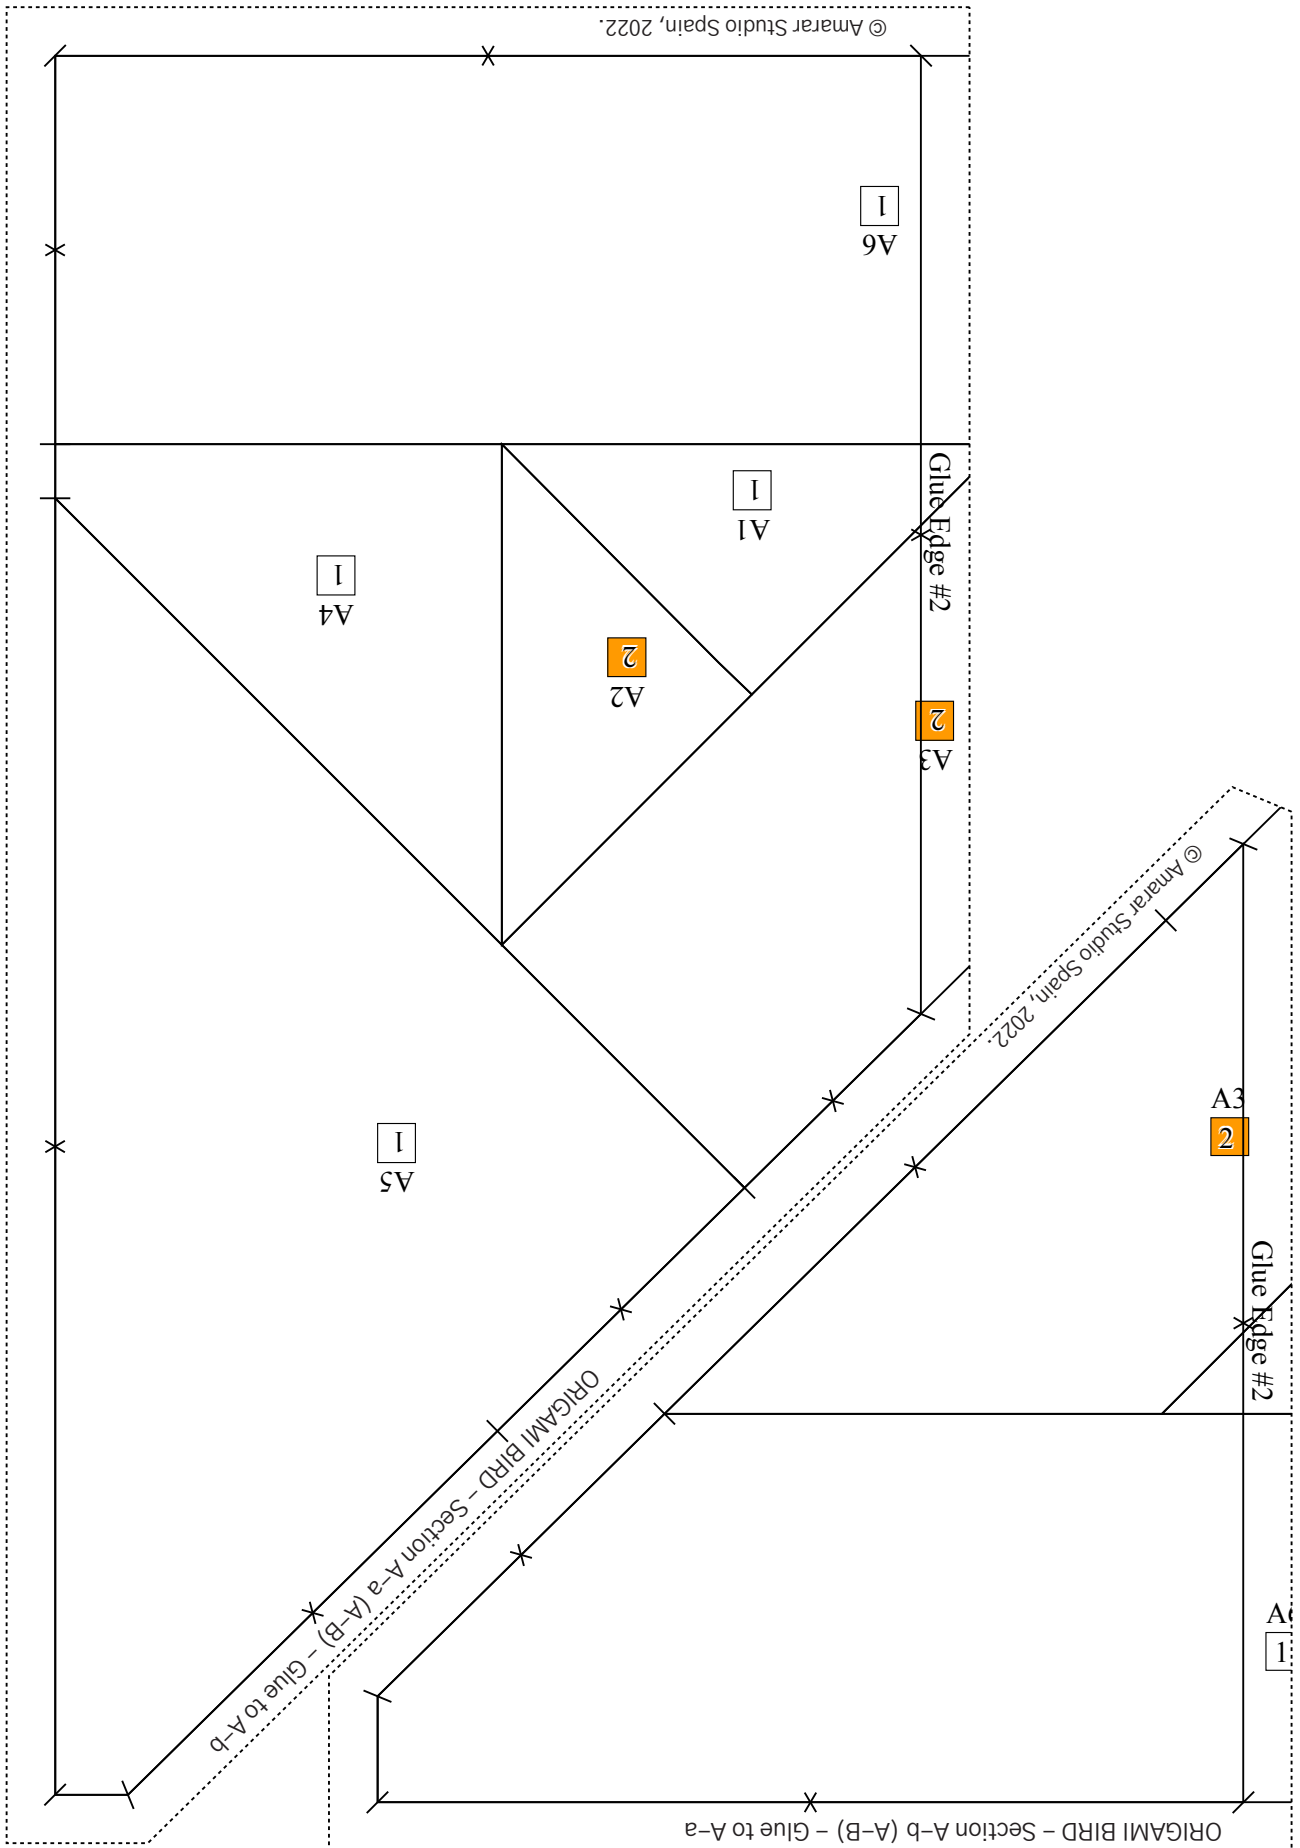 © Amarar Studio Spain, 2022.
1
A6
Glue Edge #2
1
A1
1
A4
2
A2
2
A3
© Amarar Studio Spain, 2022.
A3
2
1
A5
Glue Edge #2
ORIGAMI BIRD – Section A–a (A–B) – Glue to A–b
A6
1
ORIGAMI BIRD – Section A–b (A–B) – Glue to A–a